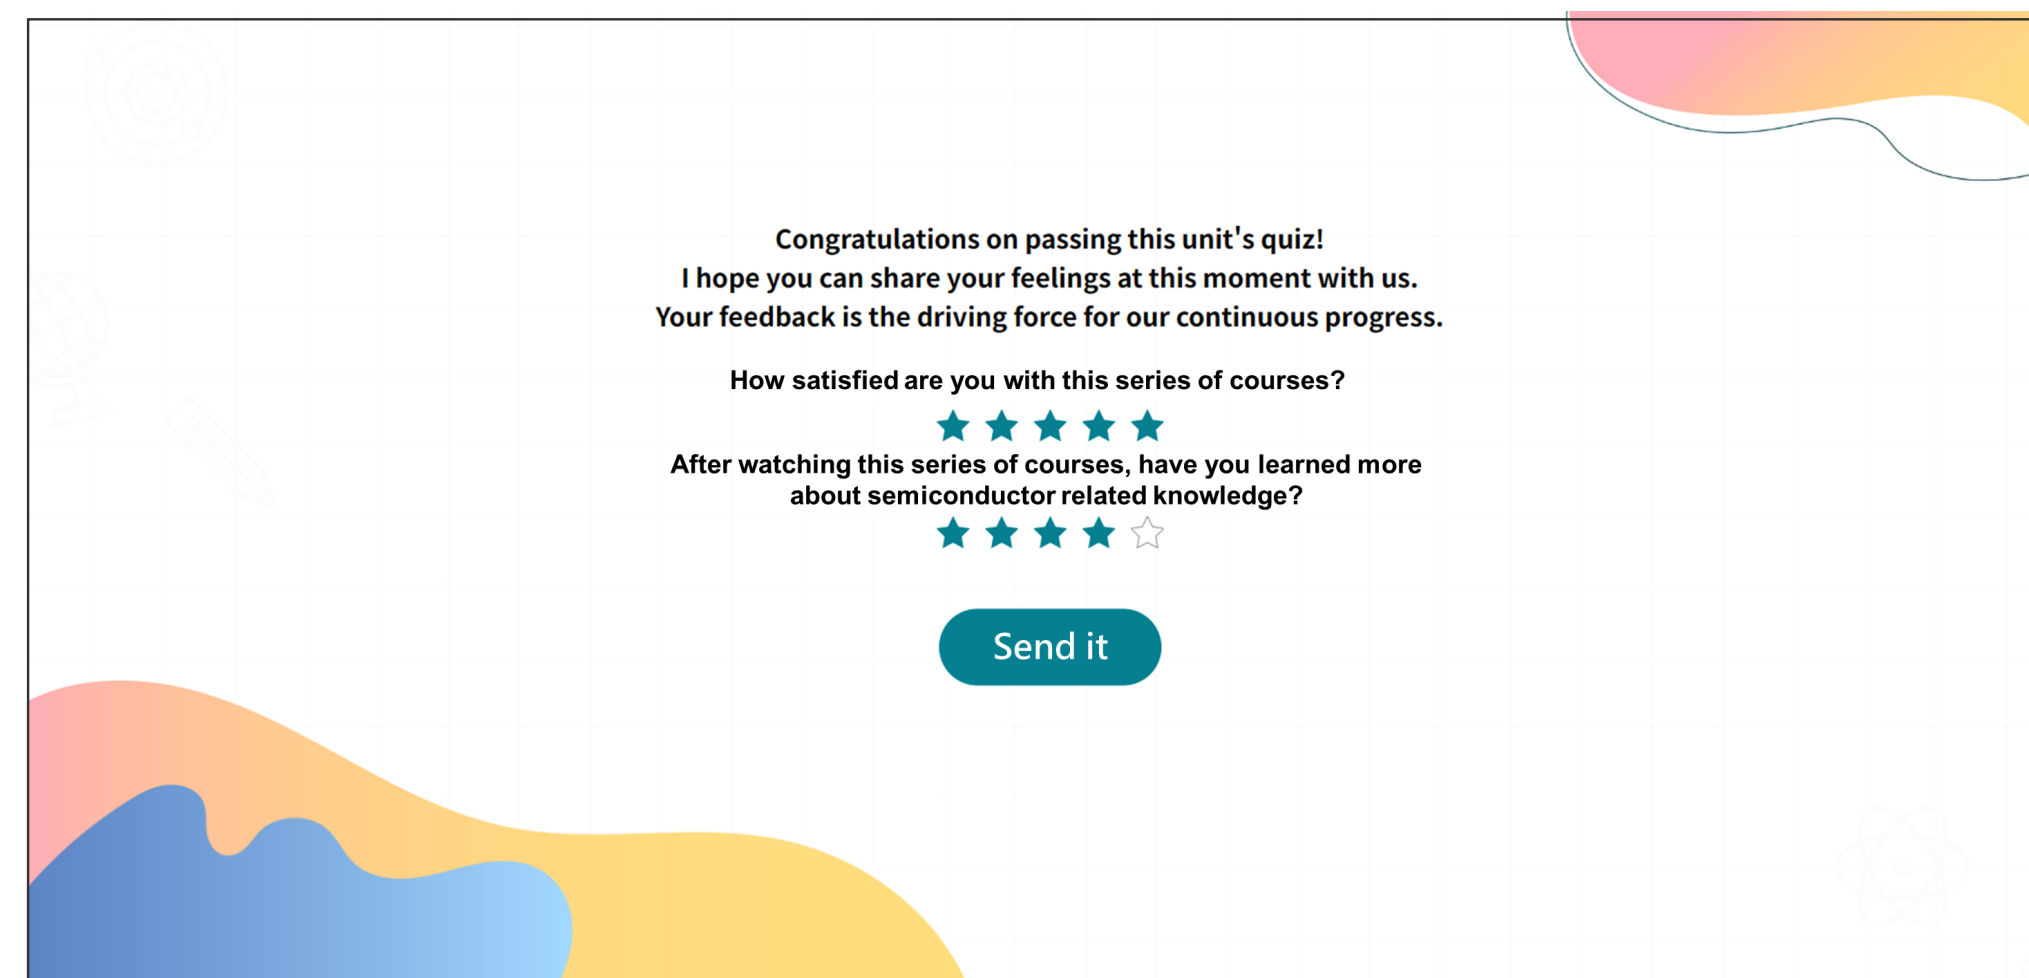 Congratulations on passing this unit's quiz!
I hope you can share your feelings at this moment with us.
Your feedback is the driving force for our continuous progress.
How satisfied are you with this series of courses?
After watching this series of courses, have you learned more
about semiconductor related knowledge?
Send it